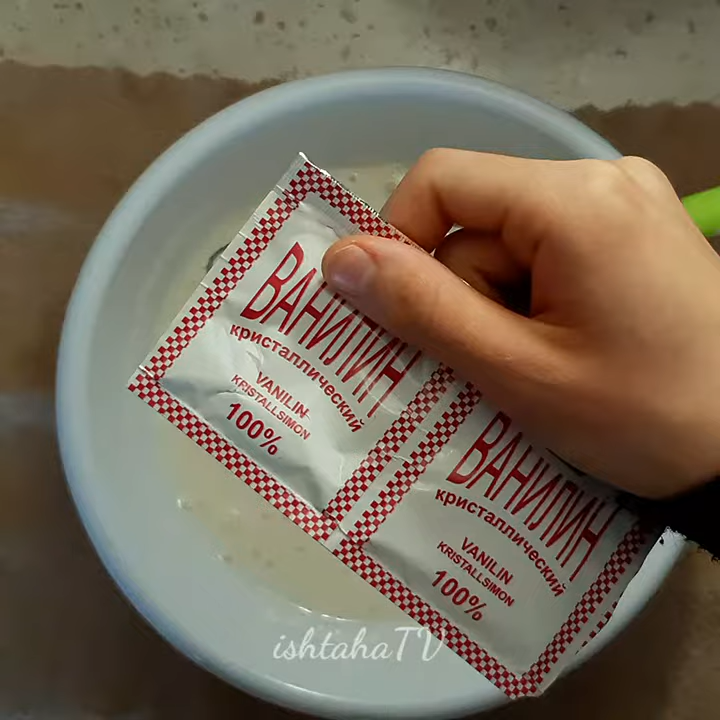 ВАНИЛИН
кристаллический
VANILIN
KRISTALLSIMON
100%
ВАНИЛИН
кристаллический
VANILIN
KRISTALLSIMON
100%
ishtahaTV